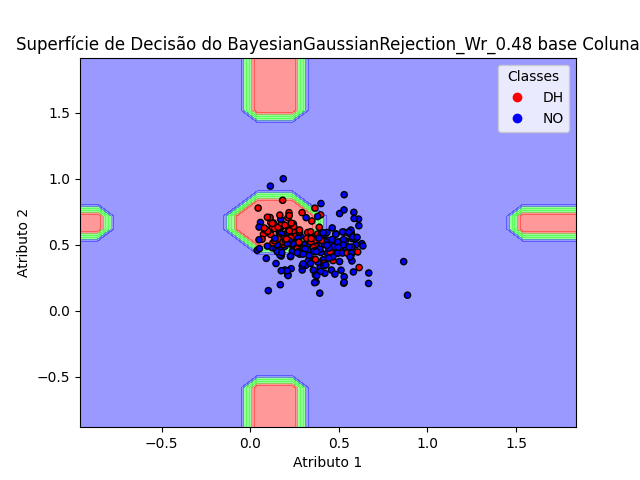 Superfície de Decisão do BayesianGaussianRejection_Wr_0.48 base Coluna
Classes
DH
NO
1.5
1.0
0.5
0.0
−0.5
Atributo 2
−0.5
0.0
0.5
1.0
1.5
Atributo 1